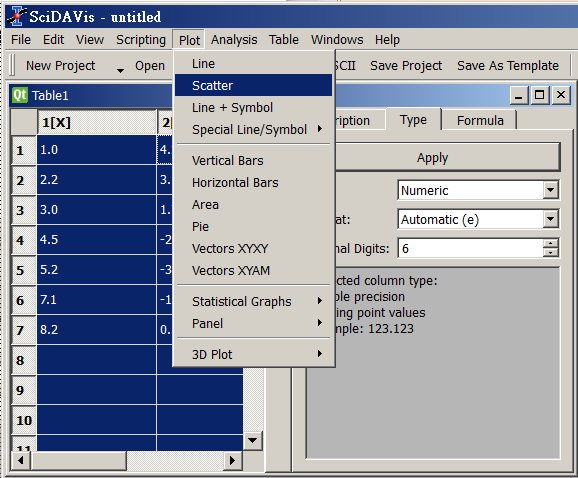 SciDAVis - untitled
File Edit View Scripting Plot Analysis Table Windows Help
New Project Open SCII Save Project Save As Template
Line
Scatter
Line + Symbol
Special Line/Symbol
Vertical Bars
Horizontal Bars
Area
Pie
Vectors XYXY
Vectors XYAM
Statistical Graphs
Panel
3D Plot
Qt Table1
1[X] 2[
1 1.0 4.
2 2.2 3.
3 3.0 1.
4 4.5 -2
5 5.2 -3
6 7.1 -1
7 8.2 0.
8
9
10
11
ription Type Formula
Apply
Numeric
at: Automatic (e)
nal Digits: 6
cted column type:
ble precision
ing point values
mple: 123.123